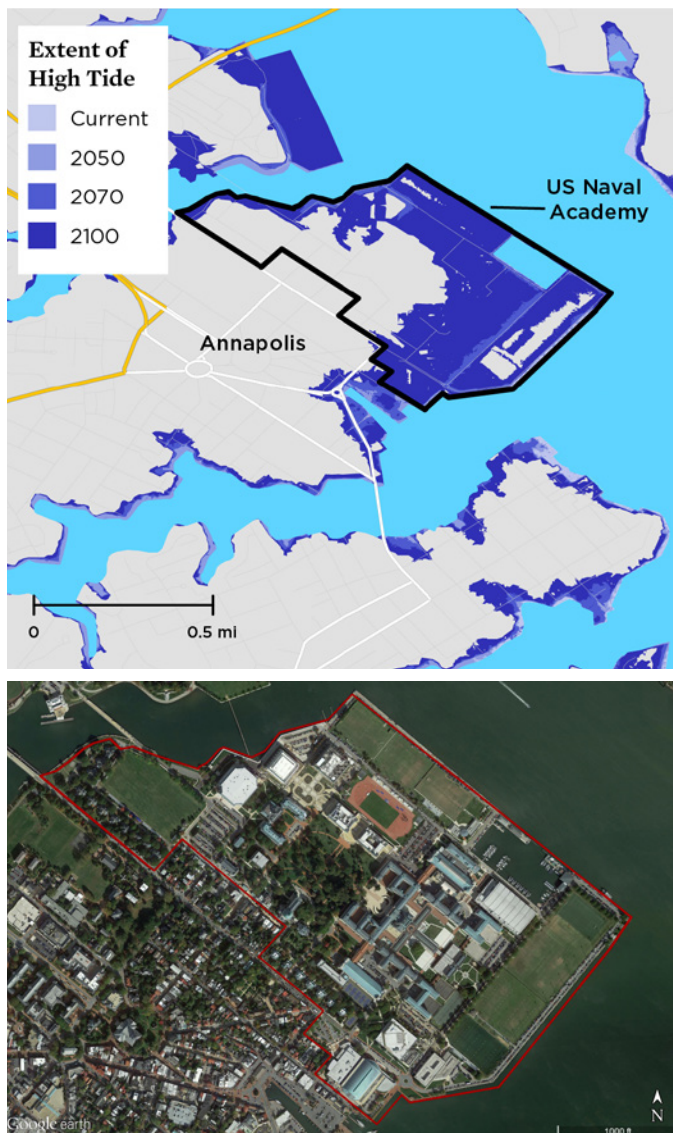 Extent of
High Tide
Current
2050
2070
2100
US Naval
Academy
Annapolis
0
0.5 mi
Google earth
N
1000 ft